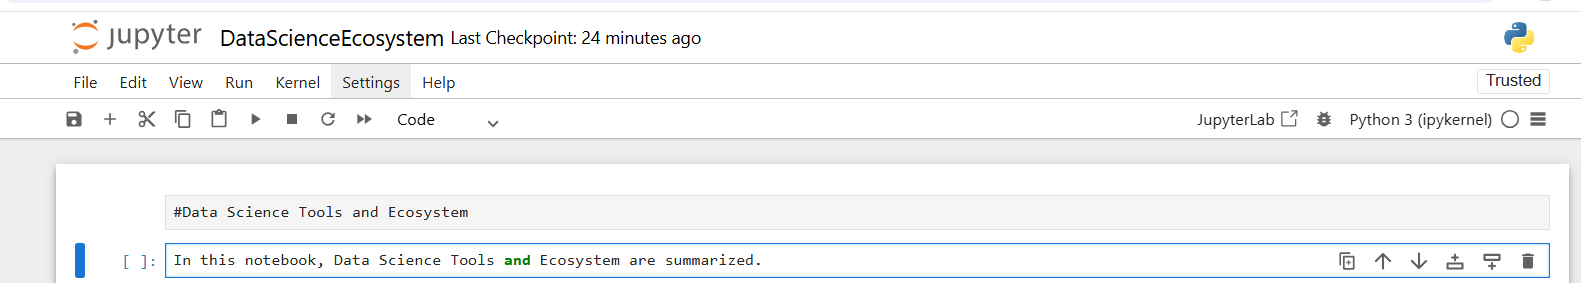 jupyter DataScienceEcosystem Last Checkpoint: 24 minutes ago
File Edit View Run Kernel Settings Help Trusted
Code JupyterLab Python 3 (ipykernel)
#Data Science Tools and Ecosystem
[ ]: In this notebook, Data Science Tools and Ecosystem are summarized.